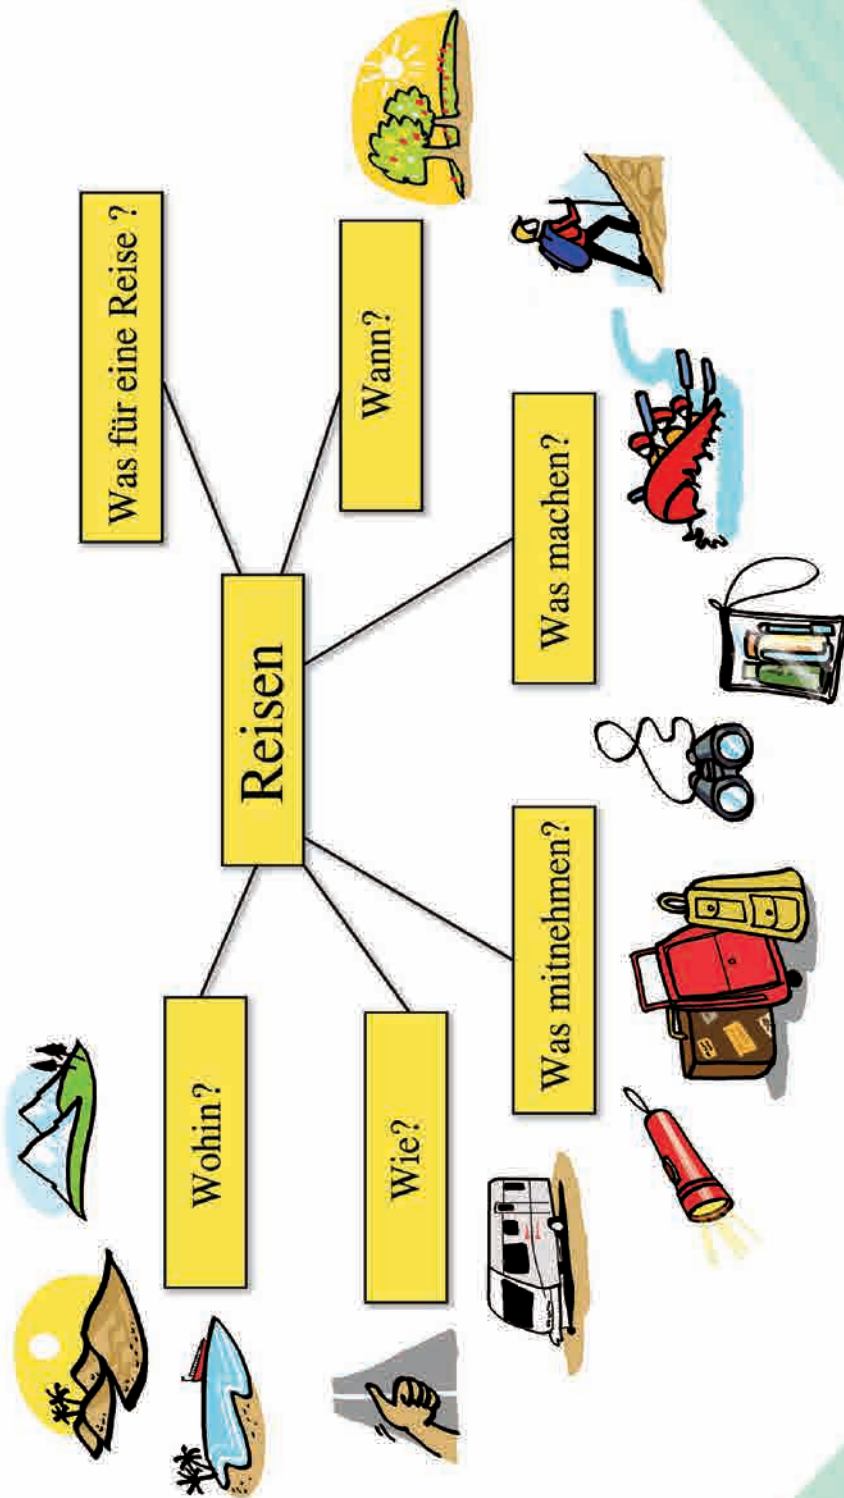 Reisen
Was für eine Reise ?
Wann?
Was machen?
Was mitnehmen?
Wie?
Wohin?